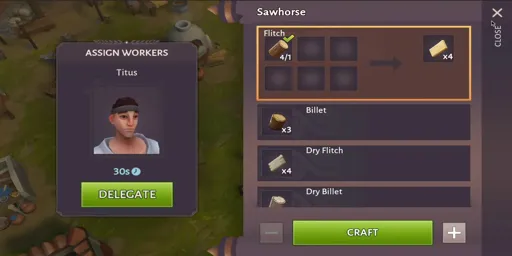 ASSIGN WORKERS
Titus
30s
DELEGATE
Sawhorse
CLOSE
Flitch
4/1
x4
Billet
x3
Dry Flitch
x4
Dry Billet
CRAFT